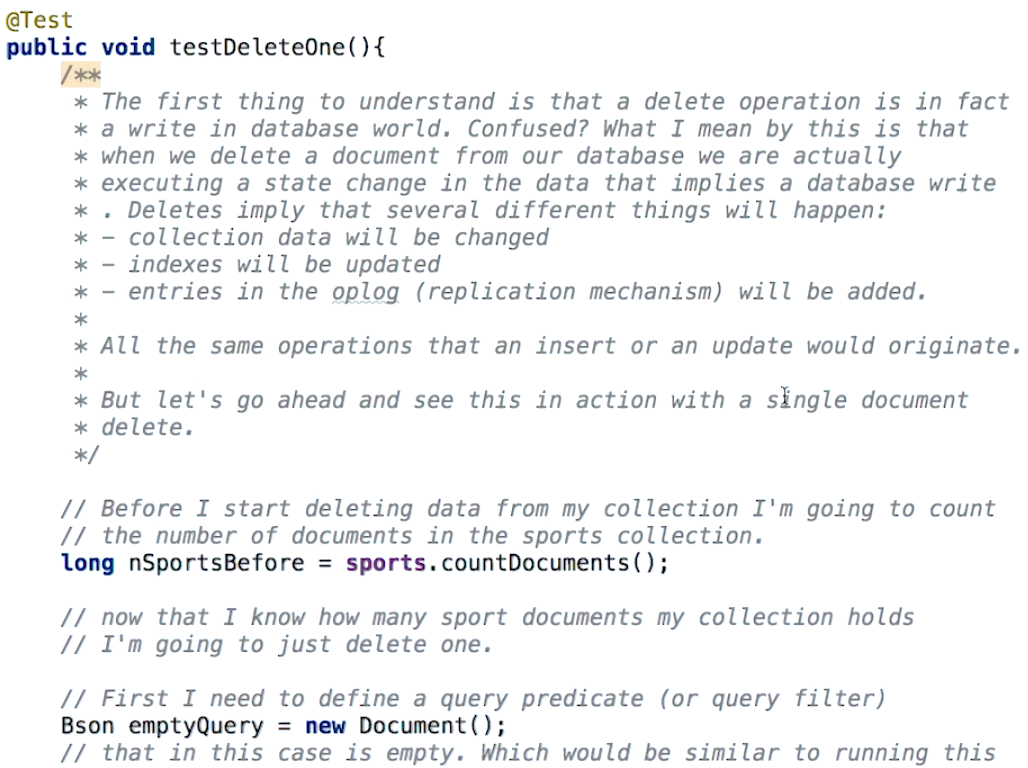 @Test
public void testDeleteOne(){
/**
* The first thing to understand is that a delete operation is in fact
* a write in database world. Confused? What I mean by this is that
* when we delete a document from our database we are actually
* executing a state change in the data that implies a database write
* . Deletes imply that several different things will happen:
* – collection data will be changed
* – indexes will be updated
* – entries in the oplog (replication mechanism) will be added.
*
* All the same operations that an insert or an update would originate.
*
* But let's go ahead and see this in action with a single document
* delete.
*/
// Before I start deleting data from my collection I'm going to count
// the number of documents in the sports collection.
long nSportsBefore = sports.countDocuments();
// now that I know how many sport documents my collection holds
// I'm going to just delete one.
// First I need to define a query predicate (or query filter)
Bson emptyQuery = new Document();
// that in this case is empty. Which would be similar to running this